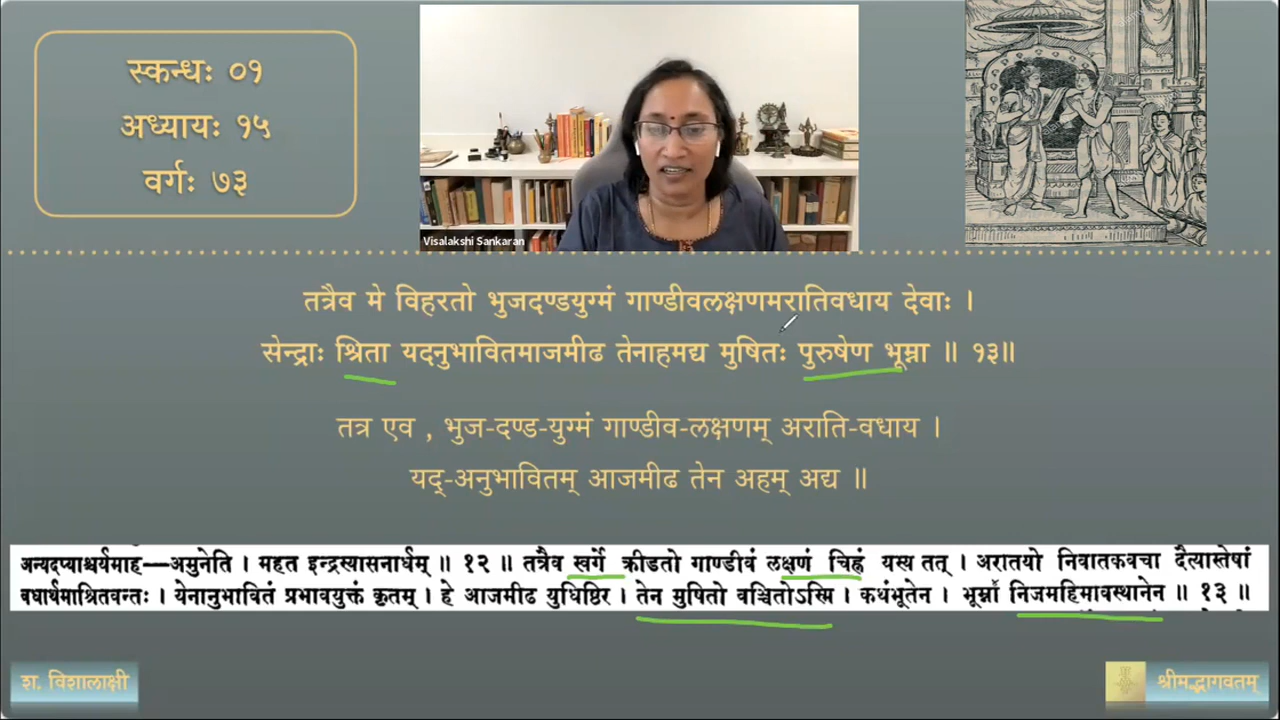 स्कन्धः ०१
अध्यायः १५
वर्गः ७३
Visalakshi Sankaran
तत्रैव मे विहरतो भुजदण्डयुग्मं गाण्डीवलक्षणमरातिवधाय देवाः ।
सेन्द्राः श्रिता यदनुभावितमाजमीढ तेनाहमद्य मुषितः पुरुषेण भूम्ना ॥ १३॥
तत्र एव , भुज-दण्ड-युग्मं गाण्डीव-लक्षणम् अराति-वधाय ।
यद्-अनुभावितम् आजमीढ तेन अहम् अद्य ॥
अन्यदप्याश्चर्यमाह—अमुनेति । महत इन्द्रस्यासनार्धम् ॥ १२ ॥ तत्रैव स्वर्गे क्रीडतो गाण्डीवं लक्षणं चिह्नं यस्य तत् । अरातयो निवातकवचा दैत्यास्तेषां
वधार्थमाश्रितवन्तः । येनानुभावितं प्रभावयुक्तं कृतम् । हे आजमीढ युधिष्ठिर । तेन मुषितो वञ्चितोऽस्मि । कथंभूतेन । भूम्नाँ निजमहिमावस्थानेन ॥ १३ ॥
श. विशालाक्षी
श्रीमद्भागवतम्